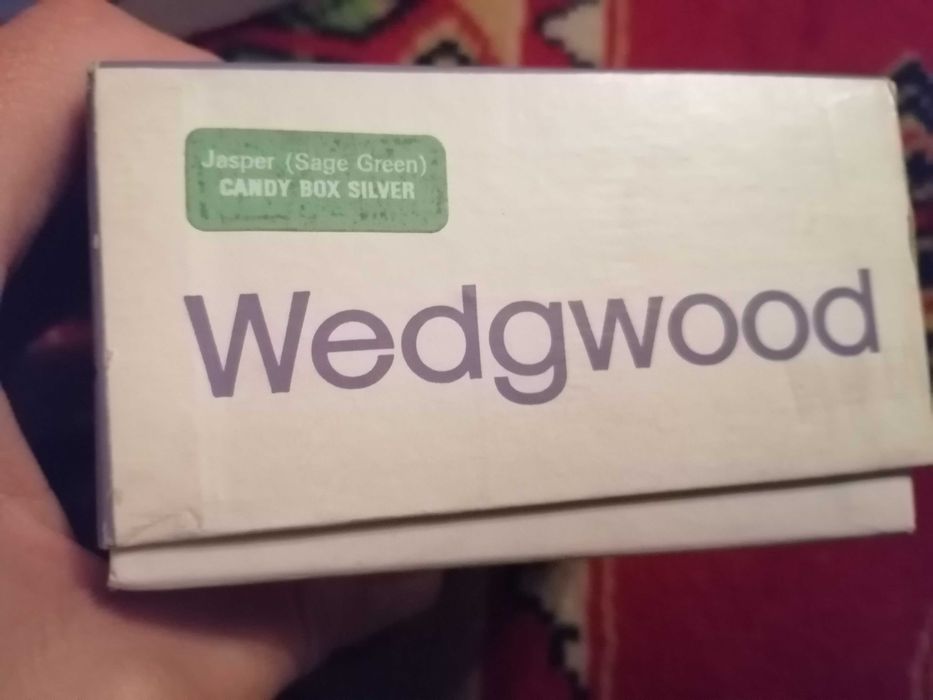 Jasper (Sage Green)
CANDY BOX SILVER
Wedgwood